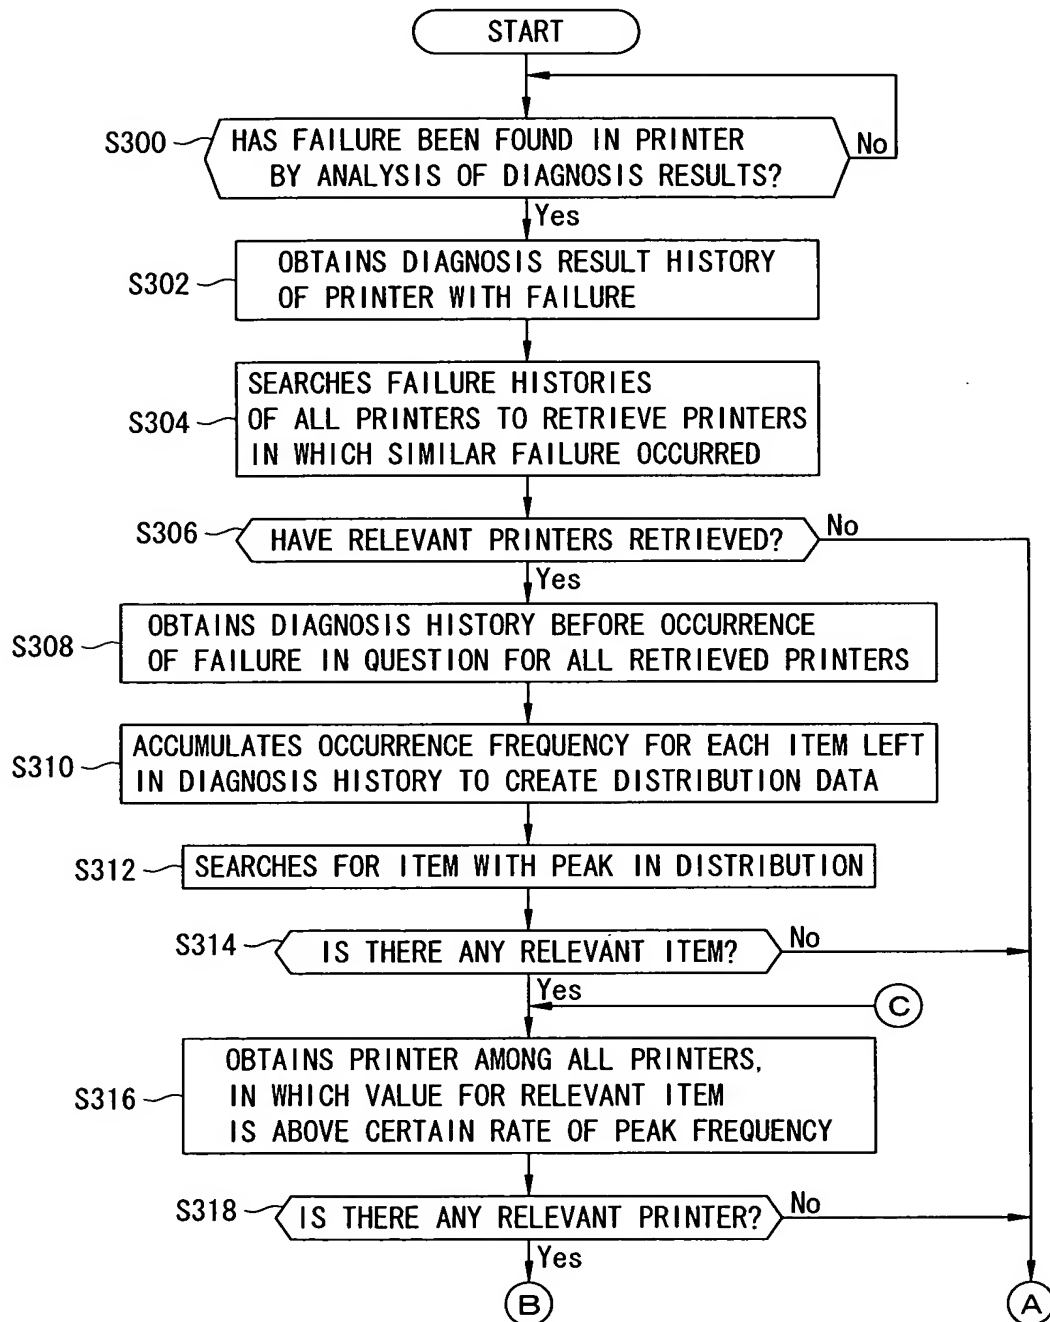 START
S300
HAS FAILURE BEEN FOUND IN PRINTER
BY ANALYSIS OF DIAGNOSIS RESULTS?
No
Yes
S302
OBTAINS DIAGNOSIS RESULT HISTORY
OF PRINTER WITH FAILURE
S304
SEARCHES FAILURE HISTORIES
OF ALL PRINTERS TO RETRIEVE PRINTERS
IN WHICH SIMILAR FAILURE OCCURRED
S306
HAVE RELEVANT PRINTERS RETRIEVED?
No
Yes
S308
OBTAINS DIAGNOSIS HISTORY BEFORE OCCURRENCE
OF FAILURE IN QUESTION FOR ALL RETRIEVED PRINTERS
S310
ACCUMULATES OCCURRENCE FREQUENCY FOR EACH ITEM LEFT
IN DIAGNOSIS HISTORY TO CREATE DISTRIBUTION DATA
S312
SEARCHES FOR ITEM WITH PEAK IN DISTRIBUTION
S314
IS THERE ANY RELEVANT ITEM?
No
Yes
C
S316
OBTAINS PRINTER AMONG ALL PRINTERS,
IN WHICH VALUE FOR RELEVANT ITEM
IS ABOVE CERTAIN RATE OF PEAK FREQUENCY
S318
IS THERE ANY RELEVANT PRINTER?
No
Yes
B
A